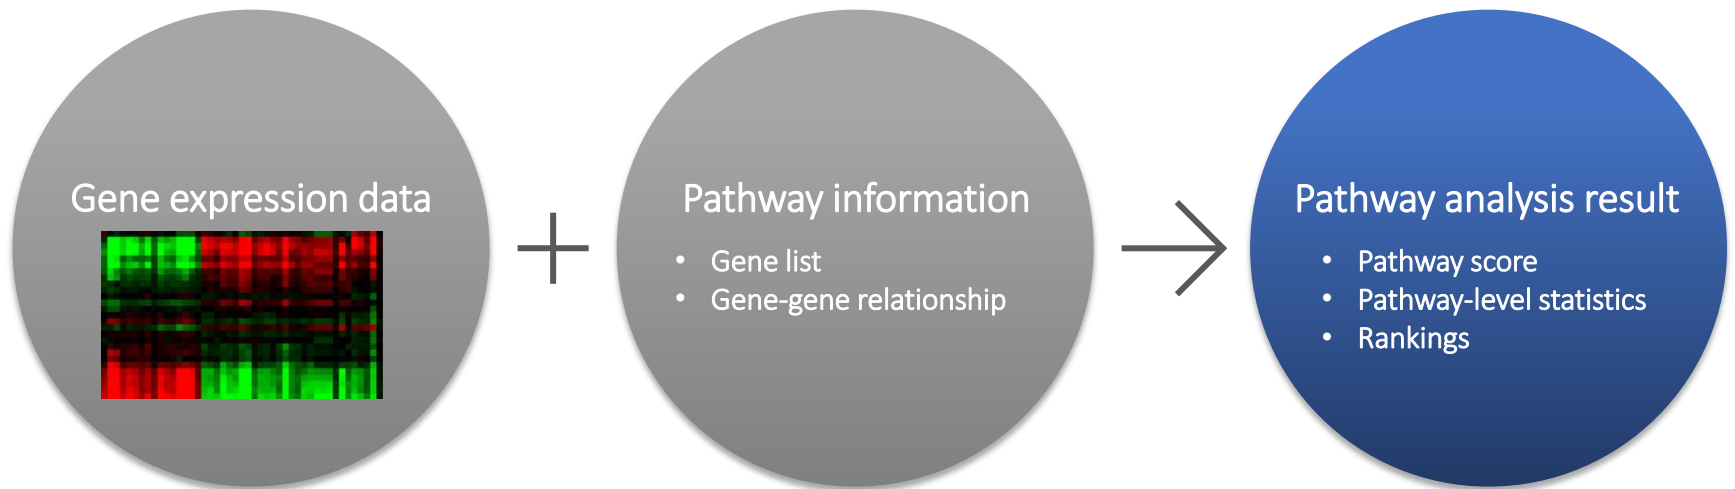 Gene expression data
Pathway information
• Gene list
• Gene-gene relationship
Pathway analysis result
• Pathway score
• Pathway-level statistics
• Rankings